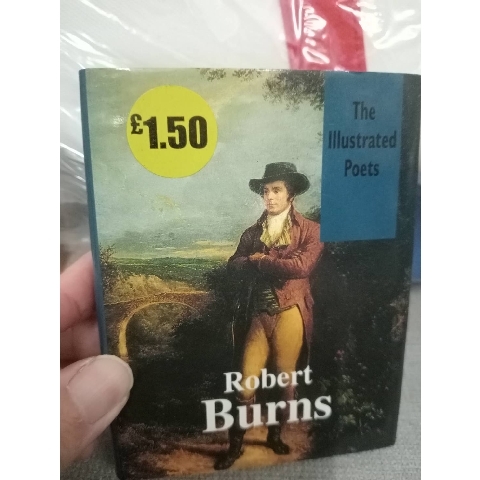 £1.50
The
Illustrated
Poets
Robert
Burns